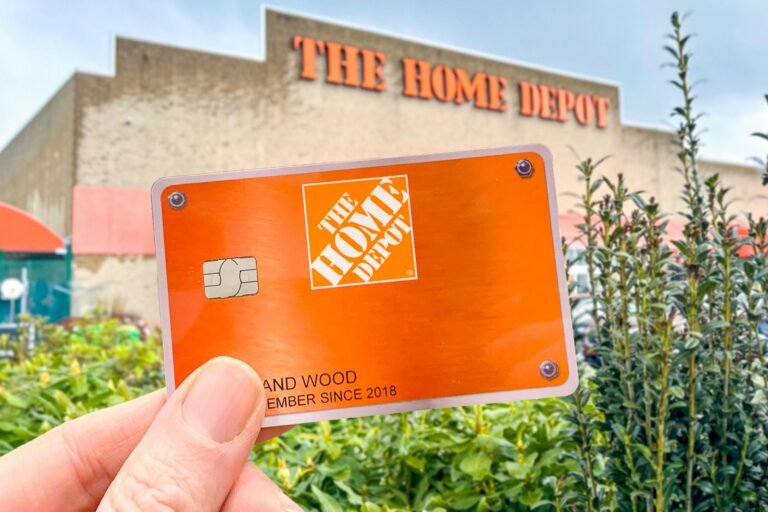 THE HOME DEPOT
THE
HOME
DEPOT
AND WOOD
EMBER SINCE 2018